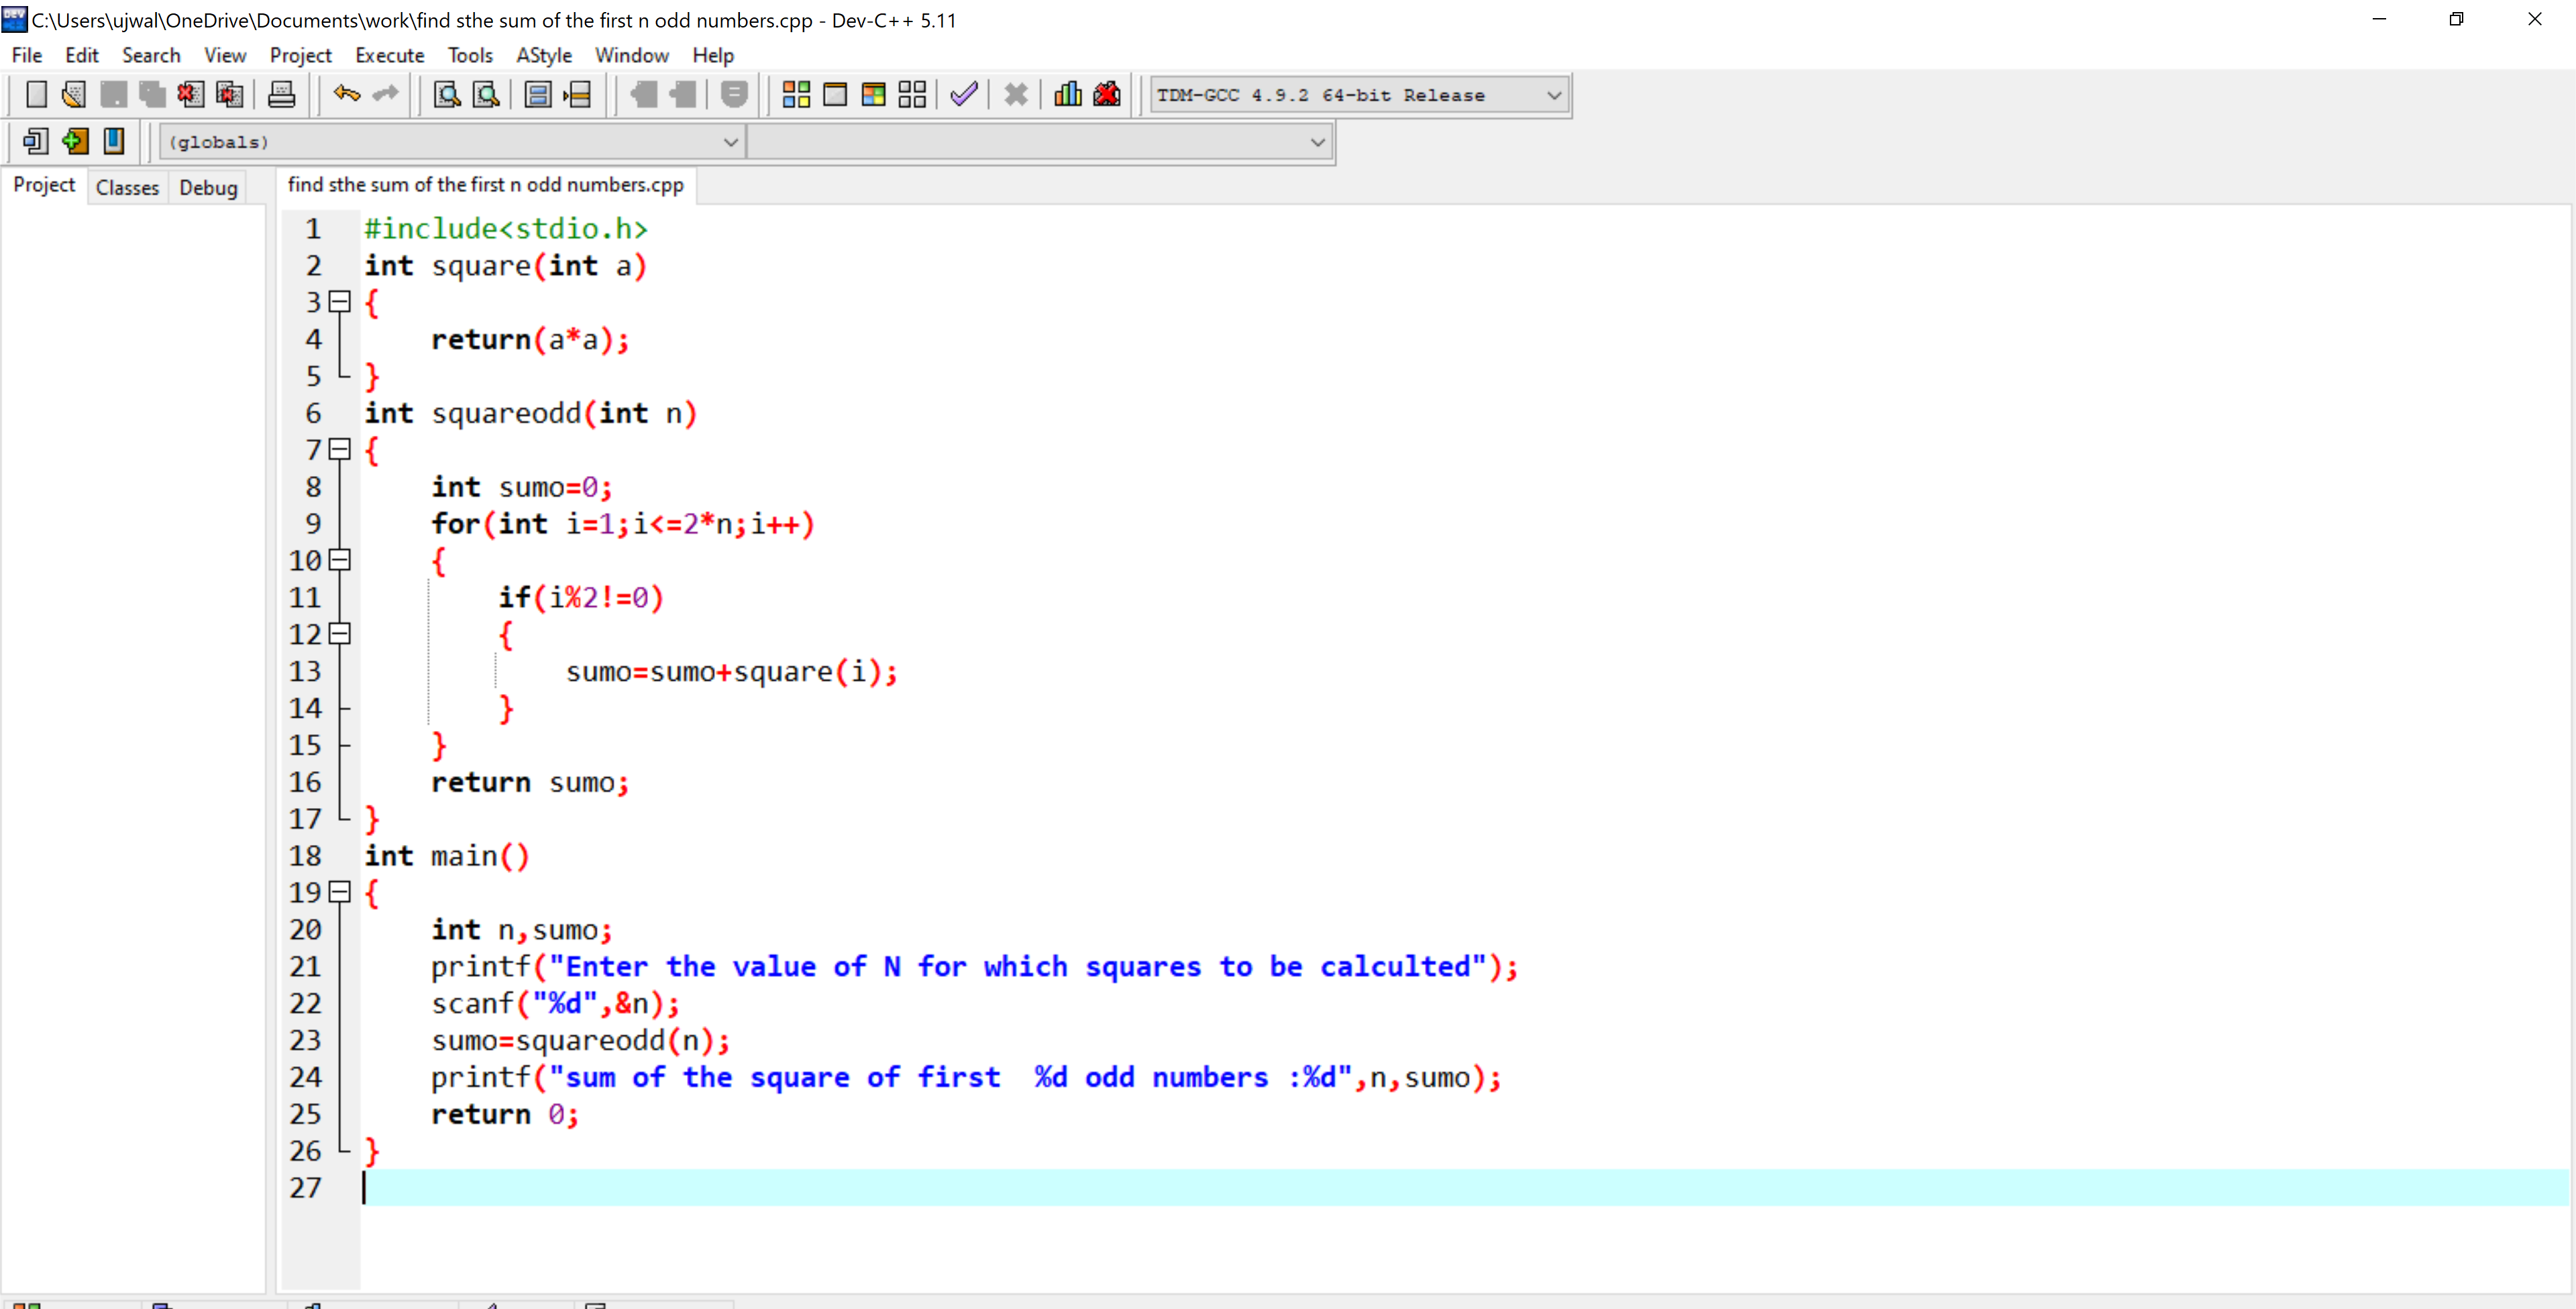 C:\Users\ujwal\OneDrive\Documents\work\find sthe sum of the first n odd numbers.cpp - Dev-C++ 5.11
File Edit Search View Project Execute Tools AStyle Window Help
TDM-GCC 4.9.2 64-bit Release
(globals)
Project Classes Debug
find sthe sum of the first n odd numbers.cpp
1 #include<stdio.h>
2 int square(int a)
3 {
4 return(a*a);
5 }
6 int squareodd(int n)
7 {
8 int sumo=0;
9 for(int i=1;i<=2*n;i++)
10 {
11 if(i%2!=0)
12 {
13 sumo=sumo+square(i);
14 }
15 }
16 return sumo;
17 }
18 int main()
19 {
20 int n,sumo;
21 printf("Enter the value of N for which squares to be calculted");
22 scanf("%d",&n);
23 sumo=squareodd(n);
24 printf("sum of the square of first  %d odd numbers :%d",n,sumo);
25 return 0;
26 }
27